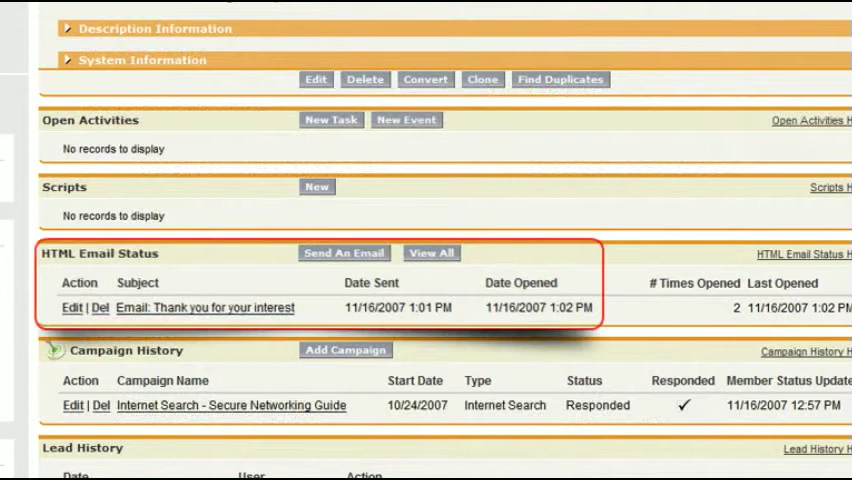 Description Information
System Information
Edit Delete Convert Clone Find Duplicates
Open Activities New Task New Event Open Activities H
No records to display
Scripts New Scripts H
No records to display
HTML Email Status Send An Email View All HTML Email Status H
Action Subject Date Sent Date Opened # Times Opened Last Opened
Edit | Del Email: Thank you for your interest 11/16/2007 1:01 PM 11/16/2007 1:02 PM 2 11/16/2007 1:02 PM
Campaign History Add Campaign Campaign History H
Action Campaign Name Start Date Type Status Responded Member Status Update
Edit | Del Internet Search - Secure Networking Guide 10/24/2007 Internet Search Responded ✓ 11/16/2007 12:57 PM
Lead History Lead History H
Date User Action